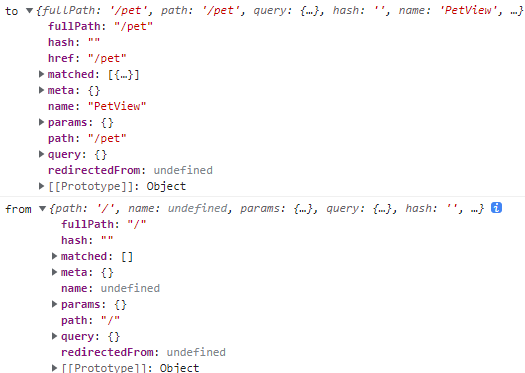 to ▼{fullPath: '/pet', path: '/pet', query: {…}, hash: '', name: 'PetView', …}
fullPath: "/pet"
hash: ""
href: "/pet"
▶ matched: [{…}]
▶ meta: {}
name: "PetView"
▶ params: {}
path: "/pet"
▶ query: {}
redirectedFrom: undefined
▶ [[Prototype]]: Object
from ▼{path: '/', name: undefined, params: {…}, query: {…}, hash: '', …} i
fullPath: "/"
hash: ""
▶ matched: []
▶ meta: {}
name: undefined
▶ params: {}
path: "/"
▶ query: {}
redirectedFrom: undefined
▶ [[Prototype]]: Object